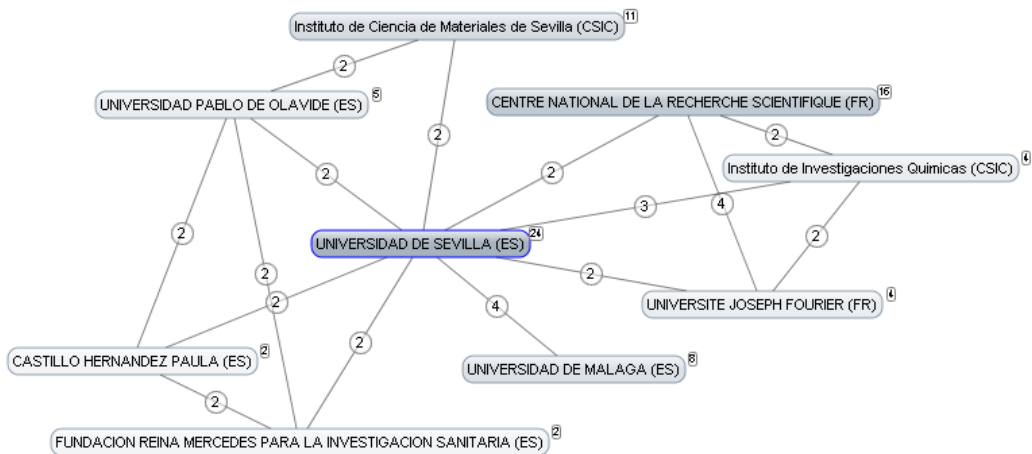 Instituto de Ciencia de Materiales de Sevilla (CSIC) 11
2
UNIVERSIDAD PABLO DE OLAVIDE (ES) 5
CENTRE NATIONAL DE LA RECHERCHE SCIENTIFIQUE (FR) 16
2
2
Instituto de Investigaciones Quimicas (CSIC) 4
2
2
3
4
2
2
UNIVERSIDAD DE SEVILLA (ES) 24
2
2
2
4
UNIVERSITE JOSEPH FOURIER (FR) 4
2
CASTILLO HERNANDEZ PAULA (ES) 2
UNIVERSIDAD DE MALAGA (ES) 8
2
FUNDACION REINA MERCEDES PARA LA INVESTIGACION SANITARIA (ES) 2